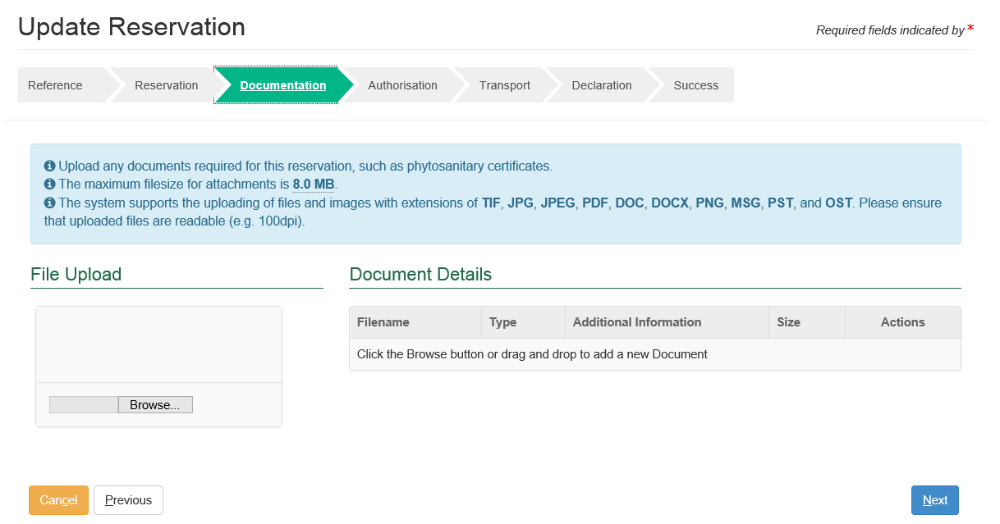 Update Reservation
Required fields indicated by *
Reference Reservation Documentation Authorisation Transport Declaration Success
Upload any documents required for this reservation, such as phytosanitary certificates.
The maximum filesize for attachments is 8.0 MB.
The system supports the uploading of files and images with extensions of TIF, JPG, JPEG, PDF, DOC, DOCX, PNG, MSG, PST, and OST. Please ensure
that uploaded files are readable (e.g. 100dpi).
File Upload
Browse...
Document Details
Filename Type Additional Information Size Actions
Click the Browse button or drag and drop to add a new Document
Cancel Previous Next